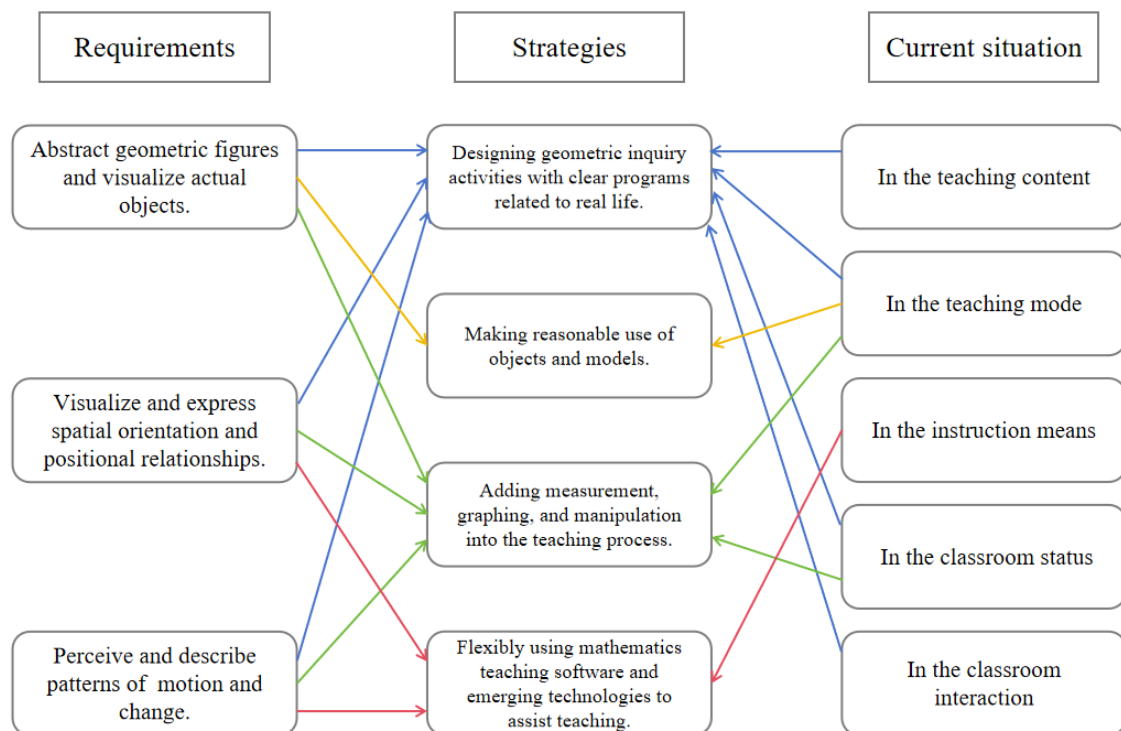 Requirements
Strategies
Current situation
Abstract geometric figures
and visualize actual
objects.
Visualize and express
spatial orientation and
positional relationships.
Perceive and describe
patterns of motion and
change.
Designing geometric inquiry
activities with clear programs
related to real life.
Making reasonable use of
objects and models.
Adding measurement,
graphing, and manipulation
into the teaching process.
Flexibly using mathematics
teaching software and
emerging technologies to
assist teaching.
In the teaching content
In the teaching mode
In the instruction means
In the classroom status
In the classroom
interaction